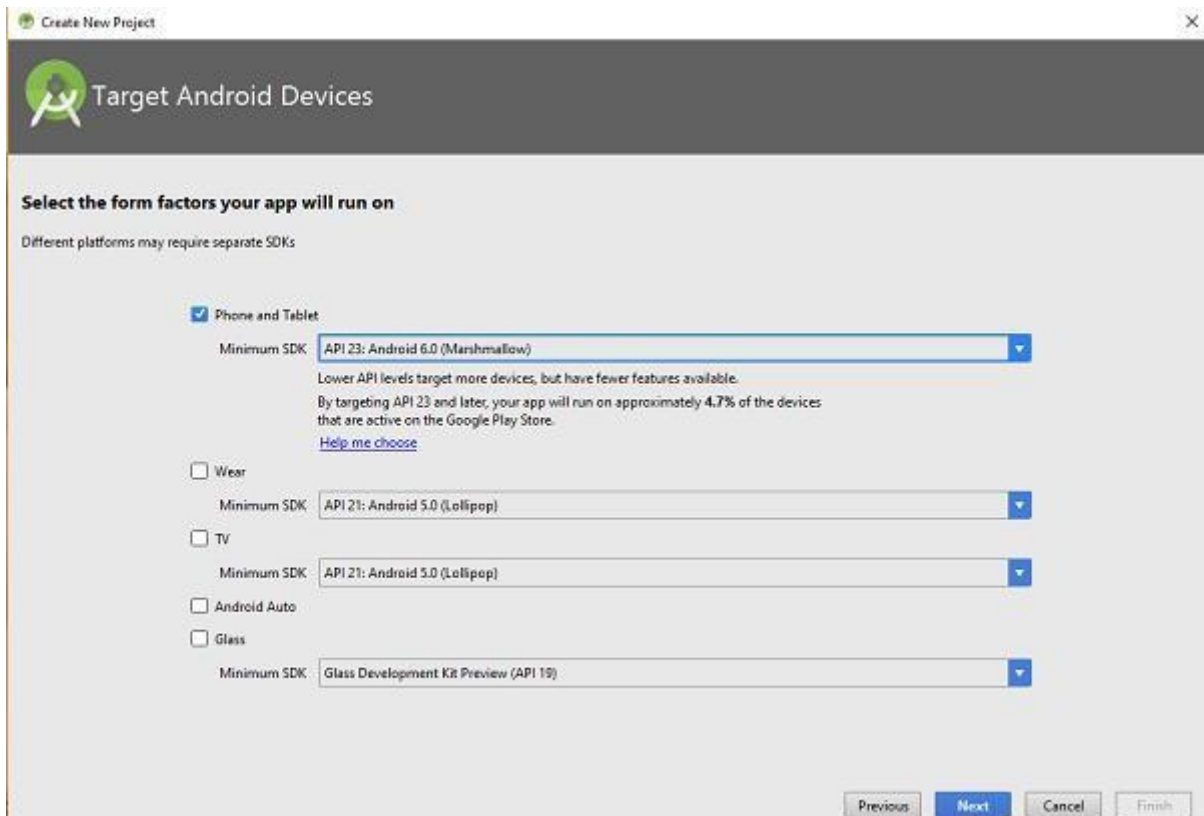 Create New Project
Target Android Devices
Select the form factors your app will run on
Different platforms may require separate SDKs
Phone and Tablet
Minimum SDK API 23: Android 6.0 (Marshmallow)
Lower API levels target more devices, but have fewer features available.
By targeting API 23 and later, your app will run on approximately 4.7% of the devices
that are active on the Google Play Store.
Help me choose
Wear
Minimum SDK API 21: Android 5.0 (Lollipop)
TV
Minimum SDK API 21: Android 5.0 (Lollipop)
Android Auto
Glass
Minimum SDK Glass Development Kit Preview (API 19)
Previous Next Cancel Finish